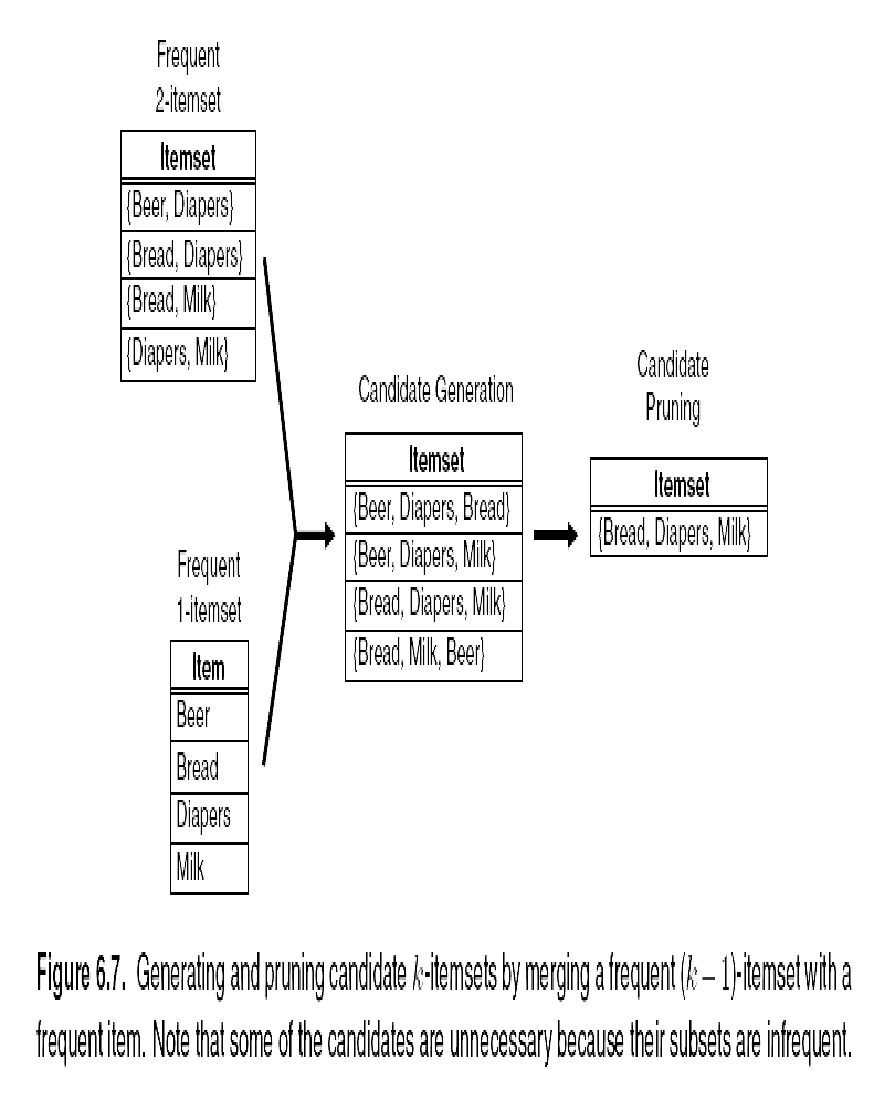 Frequent
2-itemset
Itemset
{Beer, Diapers}
{Bread, Diapers}
{Bread, Milk}
{Diapers, Milk}
Frequent
1-itemset
Item
Beer
Bread
Diapers
Milk
Candidate Generation
Itemset
{Beer, Diapers, Bread}
{Beer, Diapers, Milk}
{Bread, Diapers, Milk}
{Bread, Milk, Beer}
Candidate
Pruning
Itemset
{Bread, Diapers, Milk}
Figure 6.7. Generating and pruning candidate k-itemsets by merging a frequent (k − 1)-itemset with a
frequent item. Note that some of the candidates are unnecessary because their subsets are infrequent.